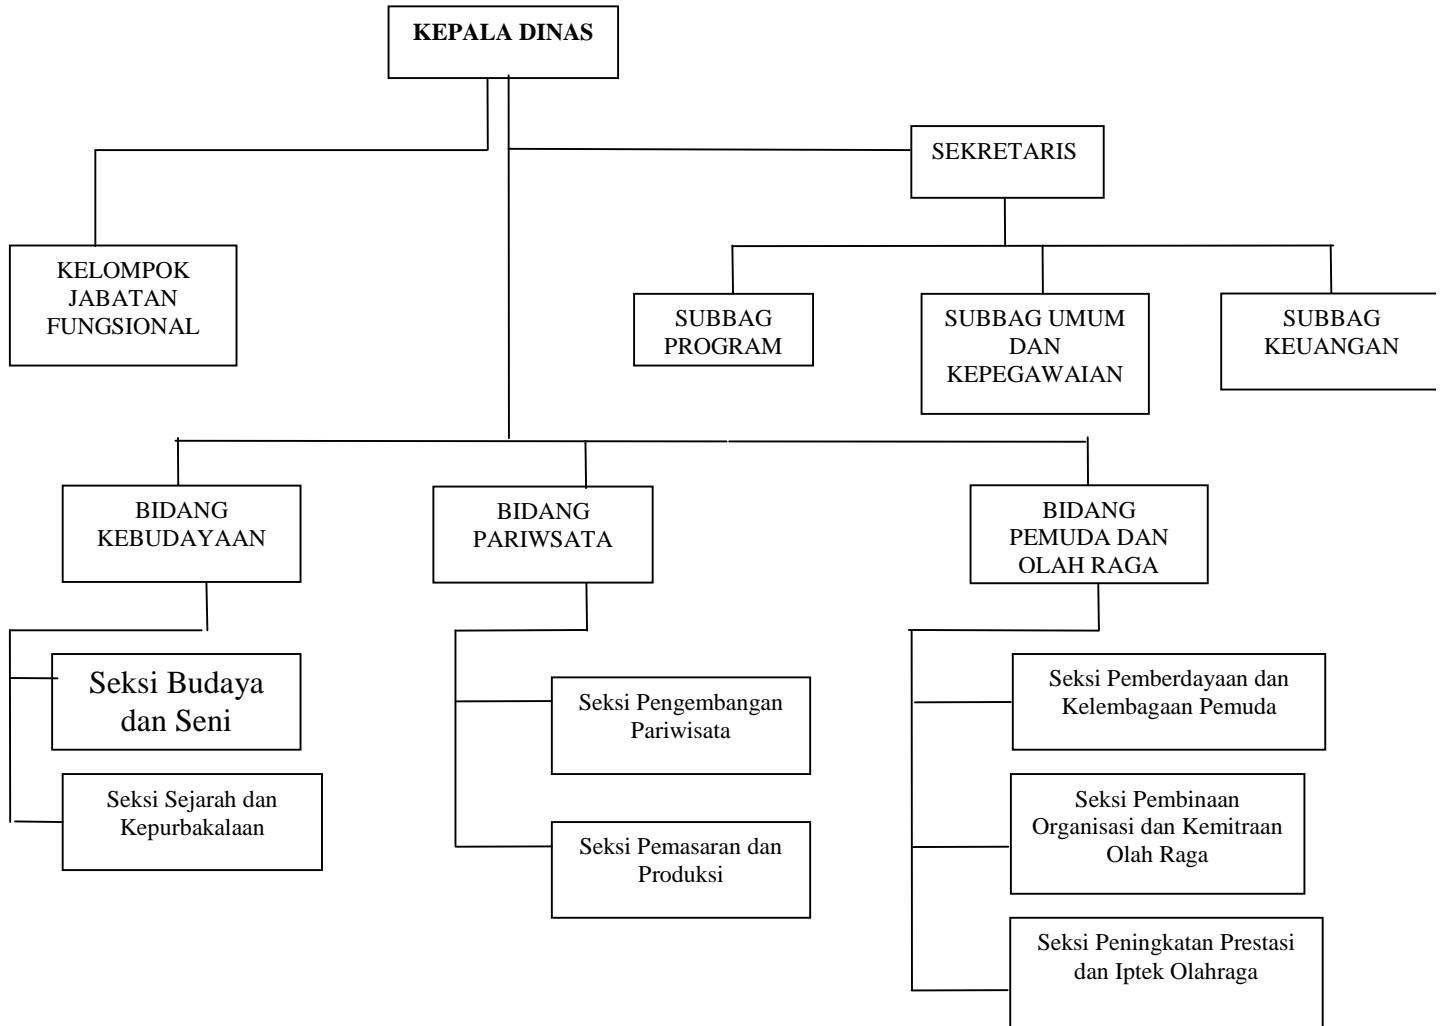 KEPALA DINAS
SEKRETARIS
KELOMPOK
JABATAN
FUNGSIONAL
SUBBAG
PROGRAM
SUBBAG UMUM
DAN
KEPEGAWAIAN
SUBBAG
KEUANGAN
BIDANG
KEBUDAYAAN
BIDANG
PARIWSATA
BIDANG
PEMUDA DAN
OLAH RAGA
Seksi Budaya
dan Seni
Seksi Sejarah dan
Kepurbakalaan
Seksi Pengembangan
Pariwisata
Seksi Pemasaran dan
Produksi
Seksi Pemberdayaan dan
Kelembagaan Pemuda
Seksi Pembinaan
Organisasi dan Kemitraan
Olah Raga
Seksi Peningkatan Prestasi
dan Iptek Olahraga